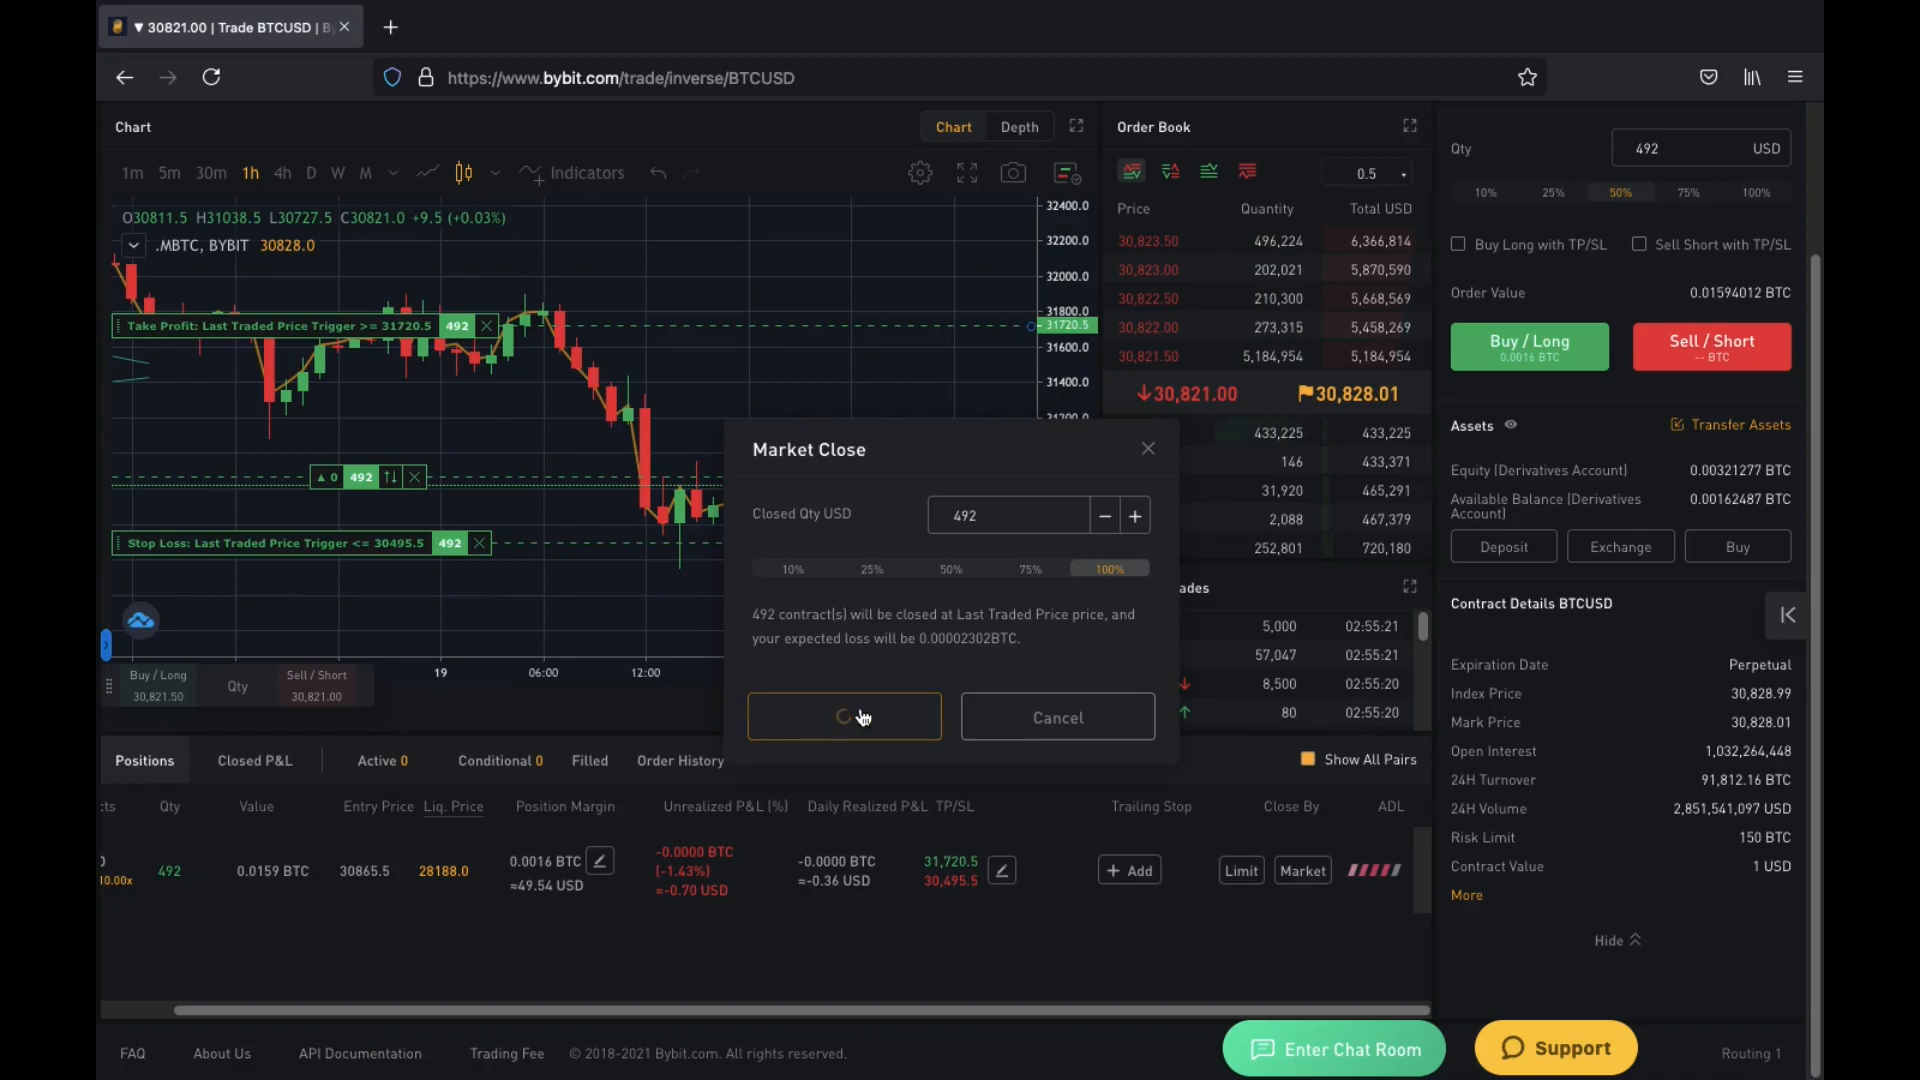 ▼ 30821.00 | Trade BTCUSD | B
https://www.bybit.com/trade/inverse/BTCUSD
Chart
Chart Depth
1m 5m 30m 1h 4h D W M Indicators
O30811.5 H31038.5 L30727.5 C30821.0 +9.5 (+0.03%)
.MBTC, BYBIT 30828.0
32400.0
32200.0
32000.0
31800.0
31720.5
31600.0
31400.0
31200.0
Take Profit: Last Traded Price Trigger >= 31720.5 492
▲ 0 492
Stop Loss: Last Traded Price Trigger <= 30495.5 492
19 06:00 12:00
Buy / Long
30,821.50
Qty
Sell / Short
30,821.00
Order Book
0.5
Price Quantity Total USD
30,823.50 496,224 6,366,814
30,823.00 202,021 5,870,590
30,822.50 210,300 5,668,569
30,822.00 273,315 5,458,269
30,821.50 5,184,954 5,184,954
30,821.00 30,828.01
433,225 433,225
146 433,371
31,920 465,291
2,088 467,379
252,801 720,180
ades
5,000 02:55:21
57,047 02:55:21
8,500 02:55:20
80 02:55:20
Market Close
Closed Qty USD 492 − +
10% 25% 50% 75% 100%
492 contract(s) will be closed at Last Traded Price price, and
your expected loss will be 0.00002302BTC.
Cancel
Qty 492 USD
10% 25% 50% 75% 100%
Buy Long with TP/SL Sell Short with TP/SL
Order Value 0.01594012 BTC
Buy / Long
0.0016 BTC
Sell / Short
-- BTC
Assets Transfer Assets
Equity (Derivatives Account) 0.00321277 BTC
Available Balance (Derivatives
Account) 0.00162487 BTC
Deposit Exchange Buy
Contract Details BTCUSD
Expiration Date Perpetual
Index Price 30,828.99
Mark Price 30,828.01
Open Interest 1,032,264,448
24H Turnover 91,812.16 BTC
24H Volume 2,851,541,097 USD
Risk Limit 150 BTC
Contract Value 1 USD
More
Hide
Positions Closed P&L Active 0 Conditional 0 Filled Order History Show All Pairs
cts Qty Value Entry Price Liq. Price Position Margin Unrealized P&L (%) Daily Realized P&L TP/SL Trailing Stop Close By ADL
10.00x 492 0.0159 BTC 30865.5 28188.0
0.0016 BTC
≈49.54 USD
-0.0000 BTC
(-1.43%)
≈-0.70 USD
-0.0000 BTC
≈-0.36 USD
31,720.5
30,495.5
+ Add Limit Market
FAQ About Us API Documentation Trading Fee © 2018-2021 Bybit.com. All rights reserved.
Enter Chat Room
Support
Routing 1